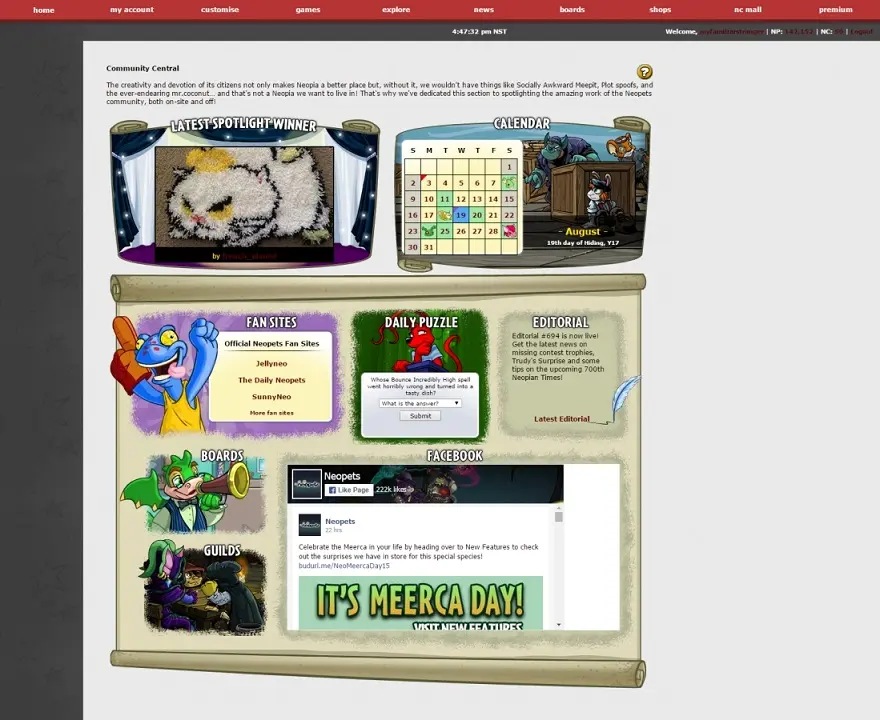 home my account customise games explore news boards shops nc mall premium
4:47:32 pm NST
Welcome, | NP: | NC: | Logout
Community Central
The creativity and devotion of its citizens not only makes Neopia a better place but, without it, we wouldn't have things like Socially Awkward Meepit, Plot spoofs, and
the ever-endearing mr.coconut... and that's not a Neopia we want to live in! That's why we've dedicated this section to spotlighting the amazing work of the Neopets
community, both on-site and off!
LATEST SPOTLIGHT WINNER
by
CALENDAR
S M T W T F S
1
2 3 4 5 6 7
9 10 11 13 14 15
16 17 19 20 21 22
23 25 26 27 28
30 31
- August -
19th day of Hiding, Y17
FAN SITES
Official Neopets Fan Sites
Jellyneo
The Daily Neopets
SunnyNeo
More fan sites
DAILY PUZZLE
Whose Bounce Incredibly High spell
went horribly wrong and turned into a
tasty dish?
What is the answer?
Submit
EDITORIAL
Editorial #694 is now live!
Get the latest news on
missing contest trophies,
Trudy's Surprise and some
tips on the upcoming 700th
Neopian Times!
Latest Editorial
BOARDS
GUILDS
FACEBOOK
Neopets
Like Page 222k likes
Neopets
22 hrs
Celebrate the Meerca in your life by heading over to New Features to check
out the surprises we have in store for this special species!
budurl.me/NeoMeercaDay15
IT'S MEERCA DAY!
VISIT NEW FEATURES